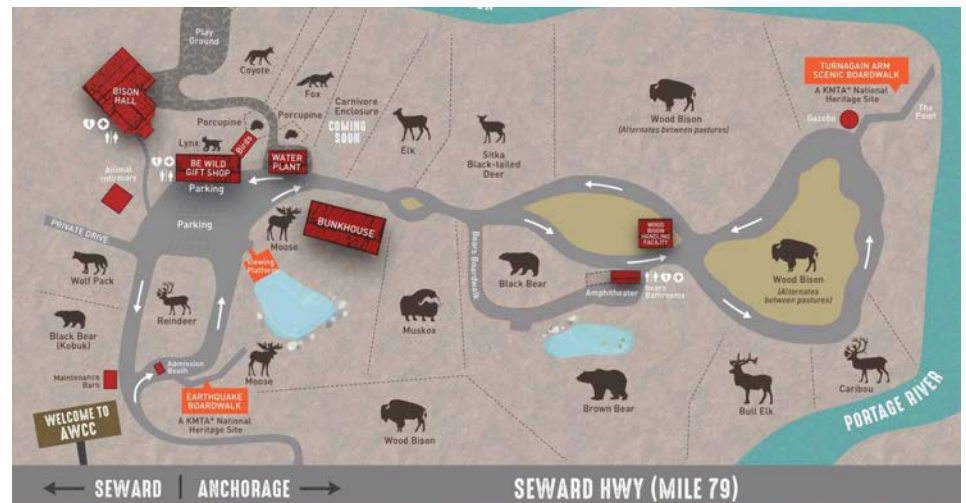 Play
Ground
BISON
HALL
Coyote
Fox
Porcupine
Porcupine
Carnivore
Enclosure
COMING
SOON
Lynx
Birds
BE WILD
GIFT SHOP
WATER
PLANT
Parking
Parking
Animal
Infirmary
PRIVATE DRIVE
Elk
Sitka
Black-tailed
Deer
Wood Bison
(Alternates between pastures)
TURNAGAIN ARM
SCENIC BOARDWALK
A KMTA* National
Heritage Site
Gazebo
The
Point
Moose
BUNKHOUSE
Viewing
Platform
Wolf Pack
Reindeer
Black Bear
(Kobuk)
Maintenance
Barn
Admission
Booth
Moose
EARTHQUAKE
BOARDWALK
A KMTA* National
Heritage Site
Muskox
Bears Boardwalk
Black Bear
WOOD
BISON
HANDLING
FACILITY
Amphitheater
Bears
Bathrooms
Wood Bison
(Alternates
between pastures)
Wood Bison
Brown Bear
Bull Elk
Caribou
PORTAGE RIVER
WELCOME TO
AWCC
SEWARD | ANCHORAGE
SEWARD HWY (MILE 79)